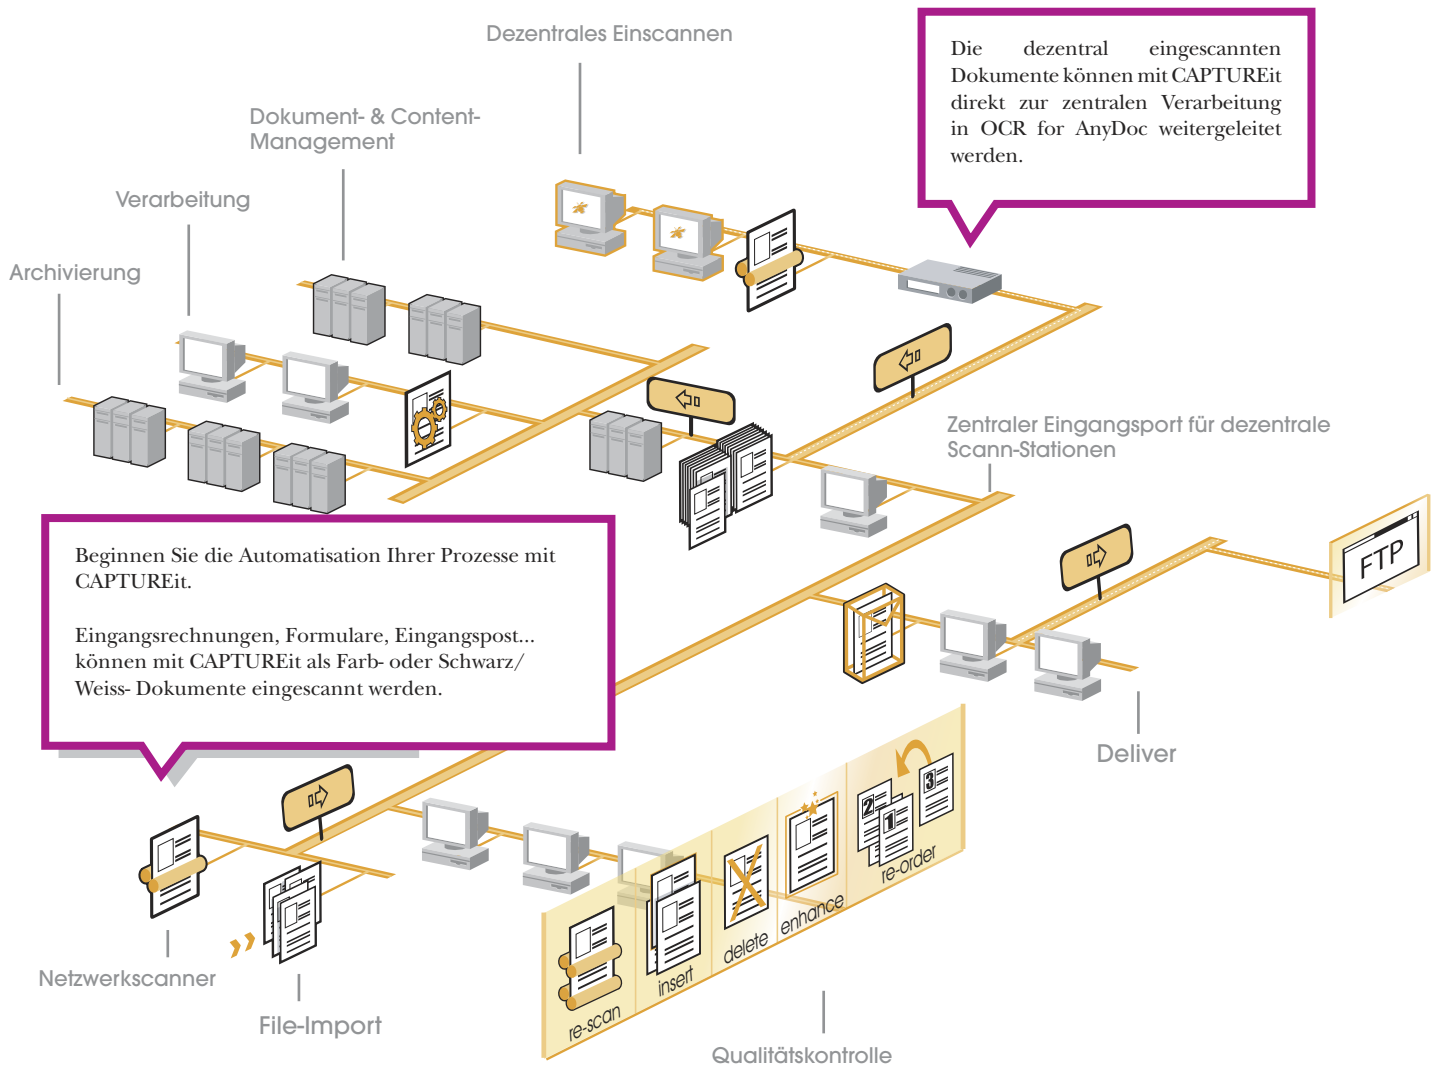 Dezentrales Einscannen
Die dezentral eingescannten
Dokumente können mit CAPTUREit
direkt zur zentralen Verarbeitung
in OCR for AnyDoc weitergeleitet
werden.
Dokument- & Content-
Management
Verarbeitung
Archivierung
Zentraler Eingangsport für dezentrale
Scann-Stationen
FTP
Beginnen Sie die Automatisation Ihrer Prozesse mit
CAPTUREit.
Eingangsrechnungen, Formulare, Eingangspost...
können mit CAPTUREit als Farb- oder Schwarz/
Weiss- Dokumente eingescannt werden.
Deliver
2
1
3
re-scan
insert
delete
enhance
re-order
Netzwerkscanner
File-Import
Qualitätskontrolle